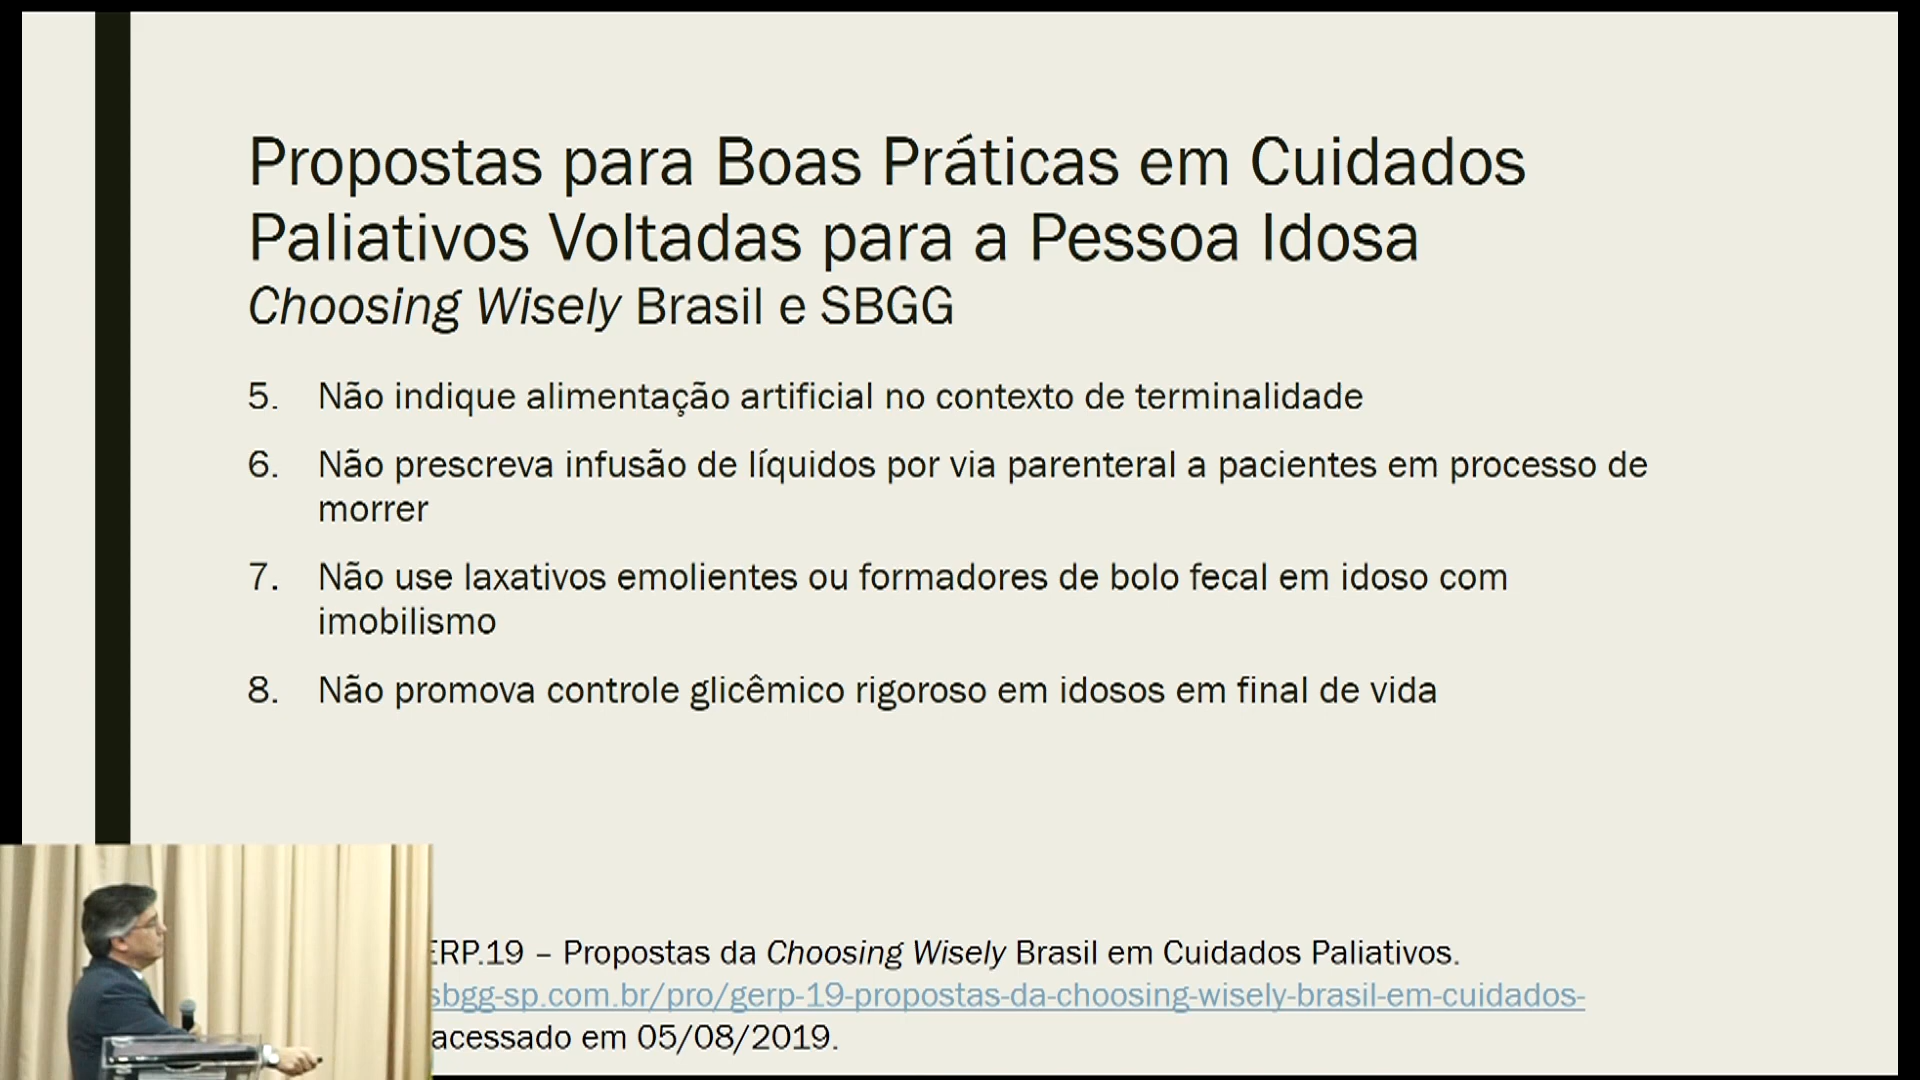 Propostas para Boas Práticas em Cuidados
Paliativos Voltadas para a Pessoa Idosa
Choosing Wisely Brasil e SBGG
5. Não indique alimentação artificial no contexto de terminalidade
6. Não prescreva infusão de líquidos por via parenteral a pacientes em processo de
morrer
7. Não use laxativos emolientes ou formadores de bolo fecal em idoso com
imobilismo
8. Não promova controle glicêmico rigoroso em idosos em final de vida
ERP.19 – Propostas da Choosing Wisely Brasil em Cuidados Paliativos.
sbgg-sp.com.br/pro/gerp-19-propostas-da-choosing-wisely-brasil-em-cuidados-
acessado em 05/08/2019.